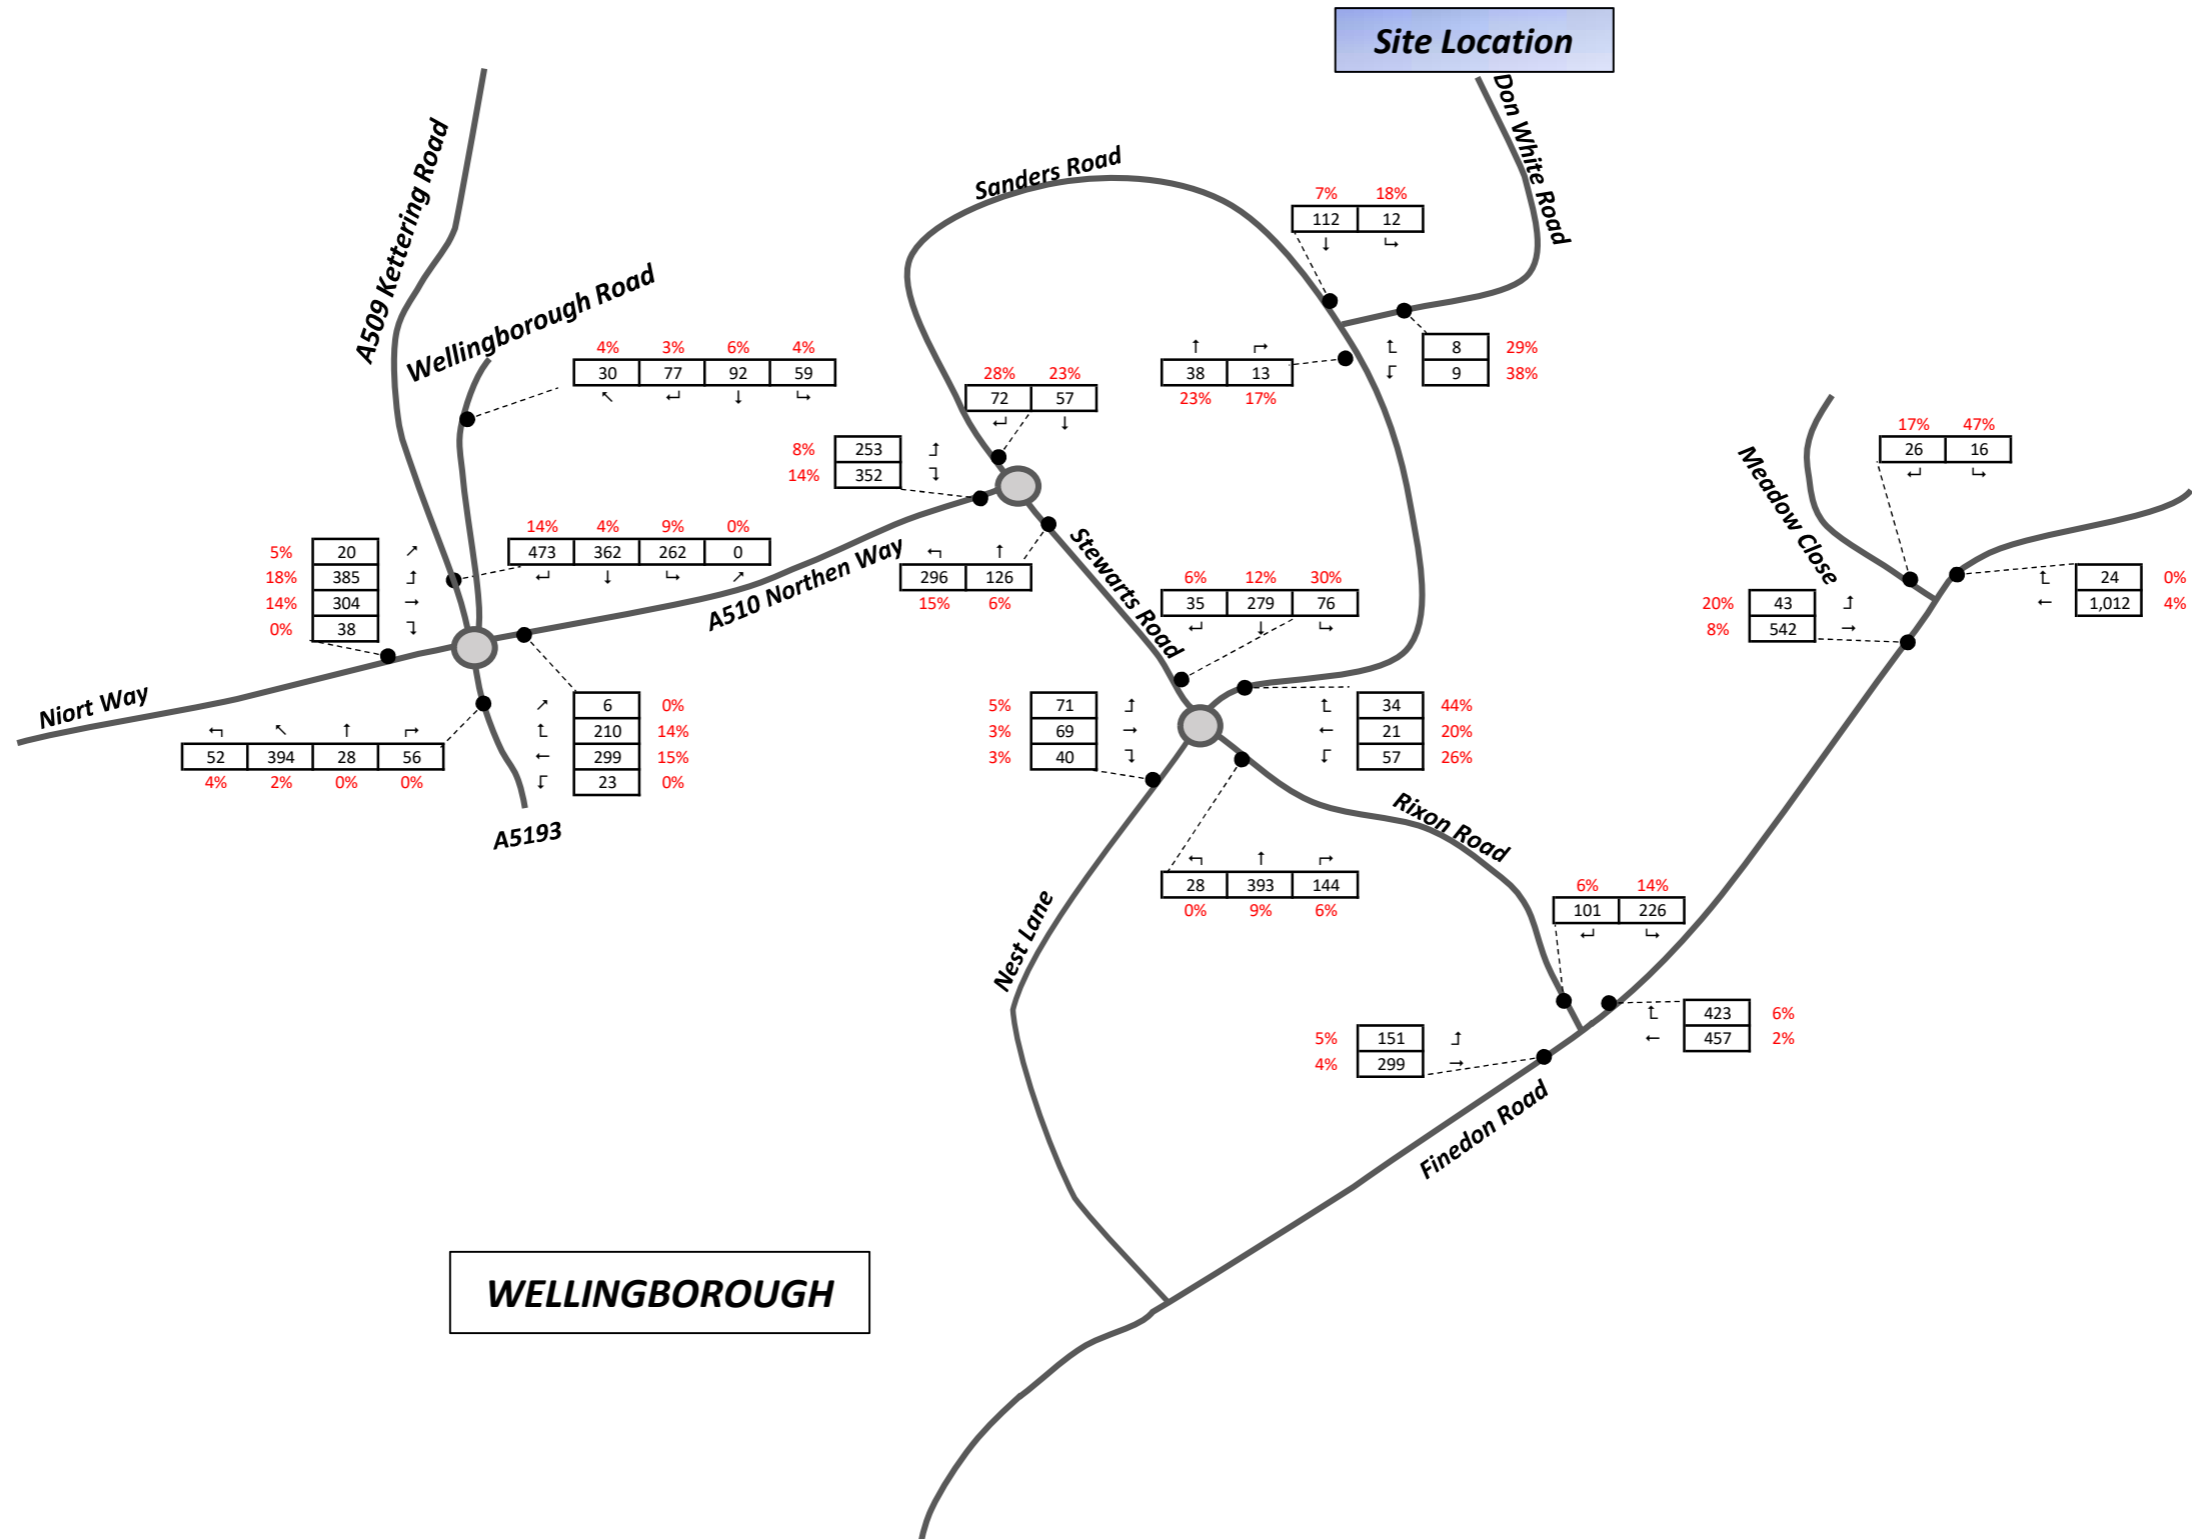 Site Location
Don White Road
Sanders Road
A509 Kettering Road
Wellingborough Road
7% 18%
112 12
↓ ↳
↑ ↱
38 13
23% 17%
↥ 8 29%
↧ 9 38%
4% 3% 6% 4%
30 77 92 59
↖ ↵ ↓ ↳
28% 23%
72 57
↵ ↓
8% 253 ⮥
14% 352 ⮧
17% 47%
26 16
↵ ↳
Meadow Close
14% 4% 9% 0%
473 362 262 0
↵ ↓ ↳ ↗
5% 20 ↗
18% 385 ⮥
14% 304 →
0% 38 ⮧
A510 Northen Way
↰ ↑
296 126
15% 6%
Stewarts Road
6% 12% 30%
35 279 76
↵ ↓ ↳
24 0%
← 1,012 4%
20% 43
8% 542 →
Niort Way
↰ ↖ ↑ ↱
52 394 28 56
4% 2% 0% 0%
↗ 6 0%
210 14%
← 299 15%
23 0%
A5193
5% 71
3% 69 →
3% 40
34 44%
← 21 20%
57 26%
↰ ↑ ↱
28 393 144
0% 9% 6%
Rixon Road
Nest Lane
6% 14%
101 226
↵ ↳
423 6%
← 457 2%
5% 151
4% 299 →
Finedon Road
WELLINGBOROUGH